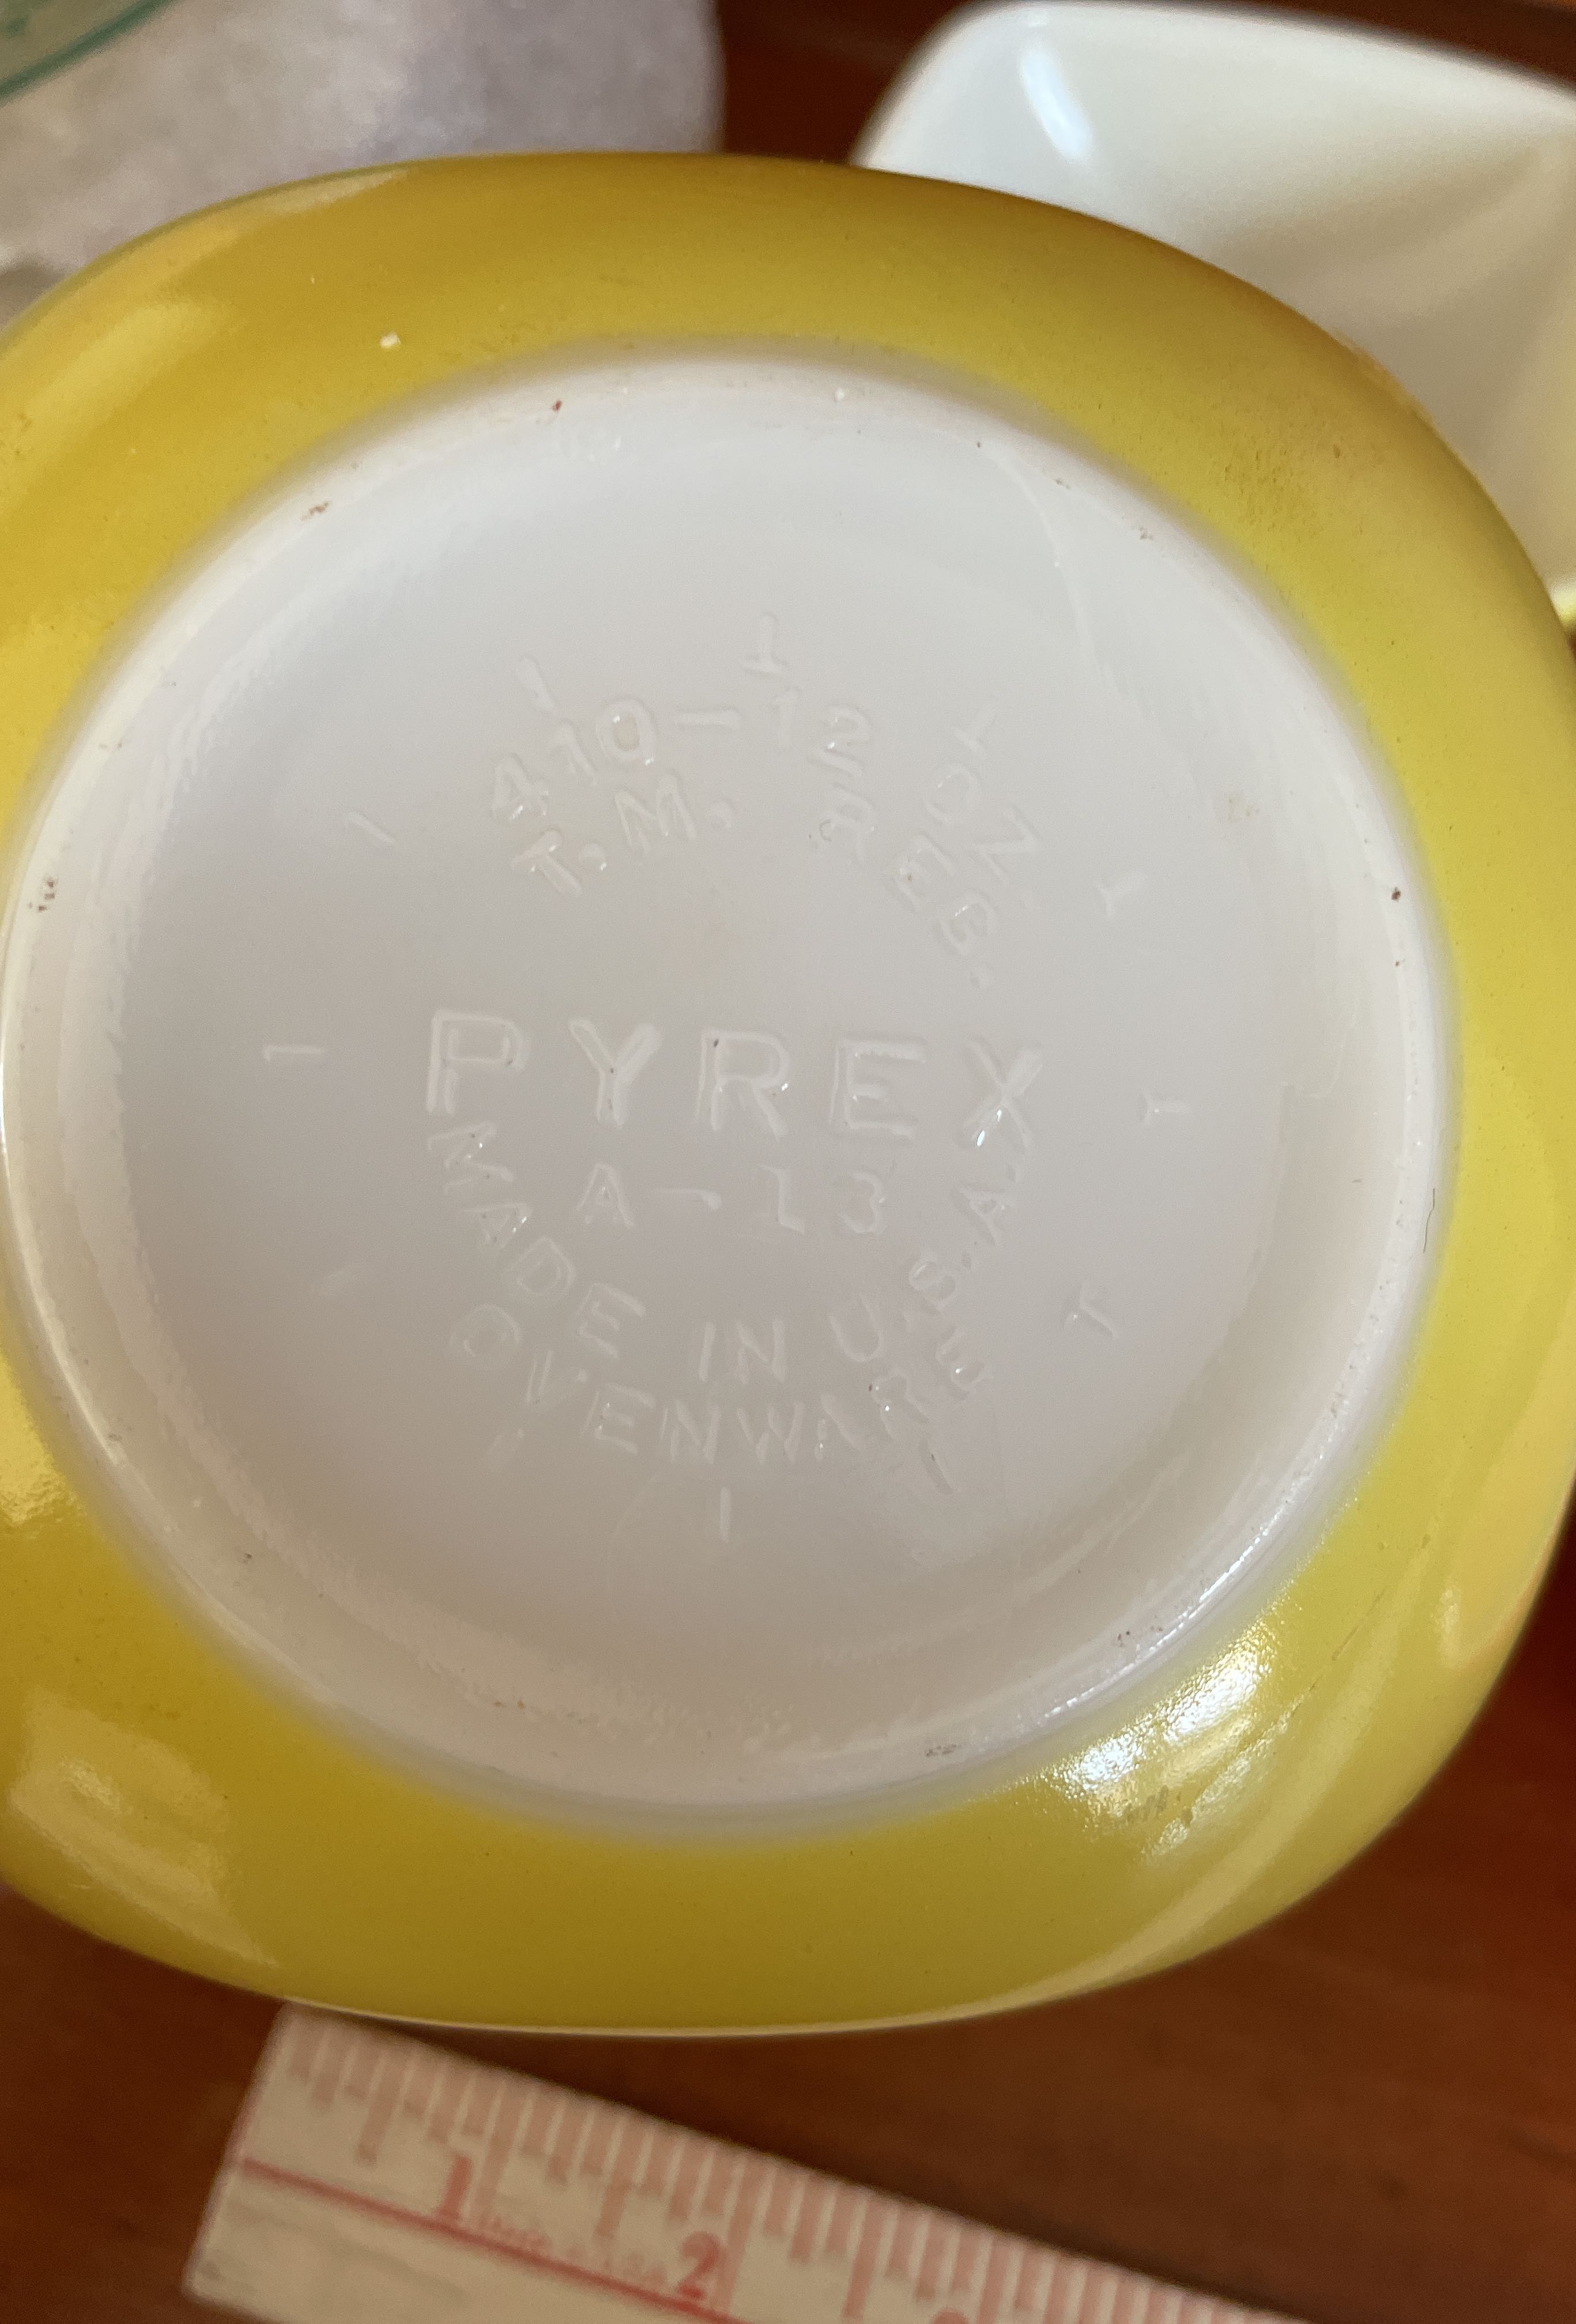 410-12 OZ.
T.M. REG.
PYREX
A-13
MADE IN U.S.A.
OVENWARE
1
2